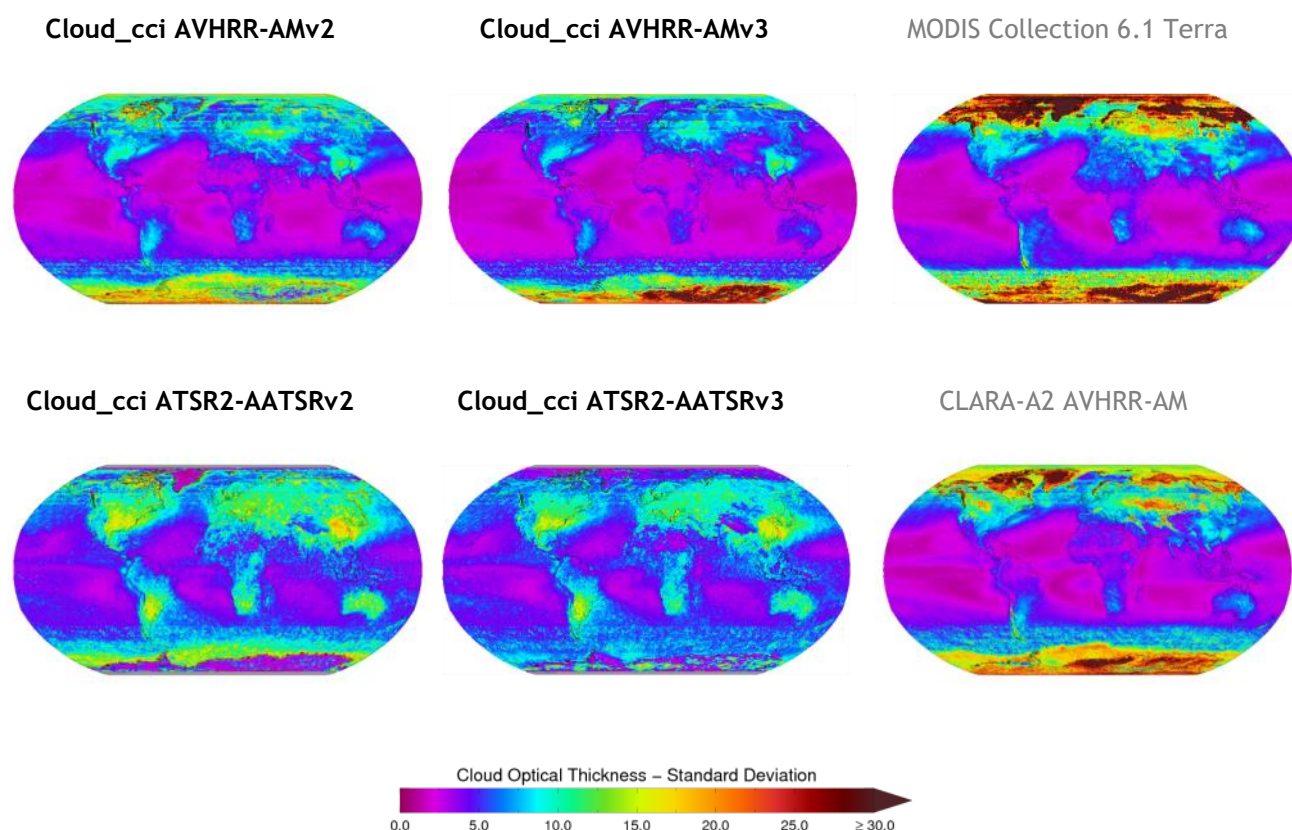 Cloud_cci AVHRR-AMv2
Cloud_cci AVHRR-AMv3
MODIS Collection 6.1 Terra
Cloud_cci ATSR2-AATSRv2
Cloud_cci ATSR2-AATSRv3
CLARA-A2 AVHRR-AM
Cloud Optical Thickness – Standard Deviation
0.0 5.0 10.0 15.0 20.0 25.0 ≥ 30.0